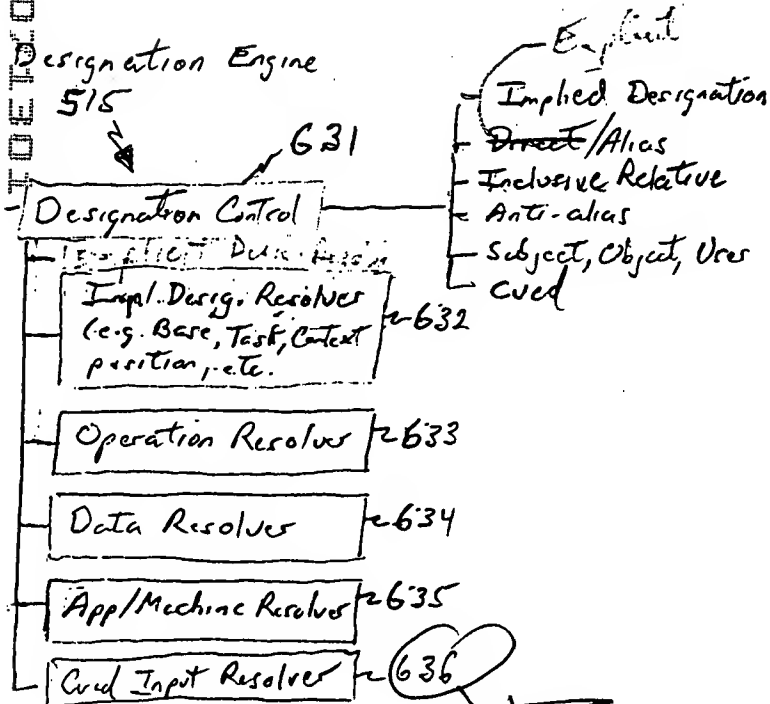 Explicit
Designation Engine
515
Implied Designation
631
Direct/Alias
Inclusive Relative
Designation Control
Anti-alias
Subject, Object, User
Cued
Impl. Desig. Resolver
(e.g. Base, Task, Context
position, etc.
632
Operation Resolver
633
Data Resolver
634
App/Machine Resolver
635
Cued Input Resolver
636